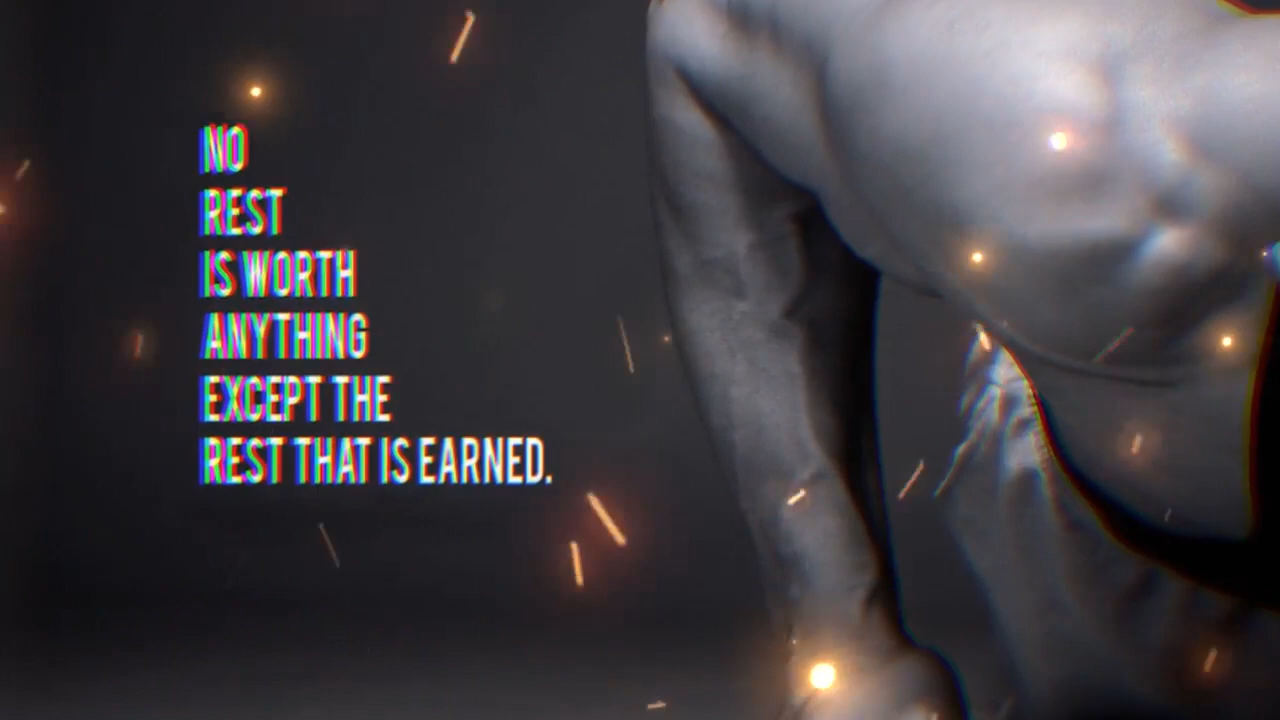 NO
REST
IS WORTH
ANYTHING
EXCEPT THE
REST THAT IS EARNED.